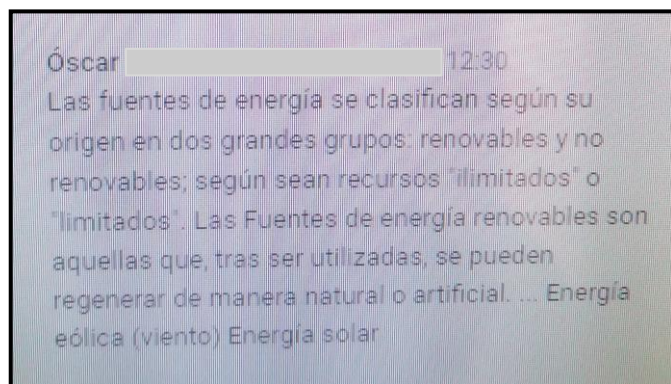 Óscar 12:30
Las fuentes de energía se clasifican según su
origen en dos grandes grupos: renovables y no
renovables; según sean recursos "ilimitados" o
"limitados". Las Fuentes de energía renovables son
aquellas que, tras ser utilizadas, se pueden
regenerar de manera natural o artificial. ... Energía
eólica (viento) Energía solar